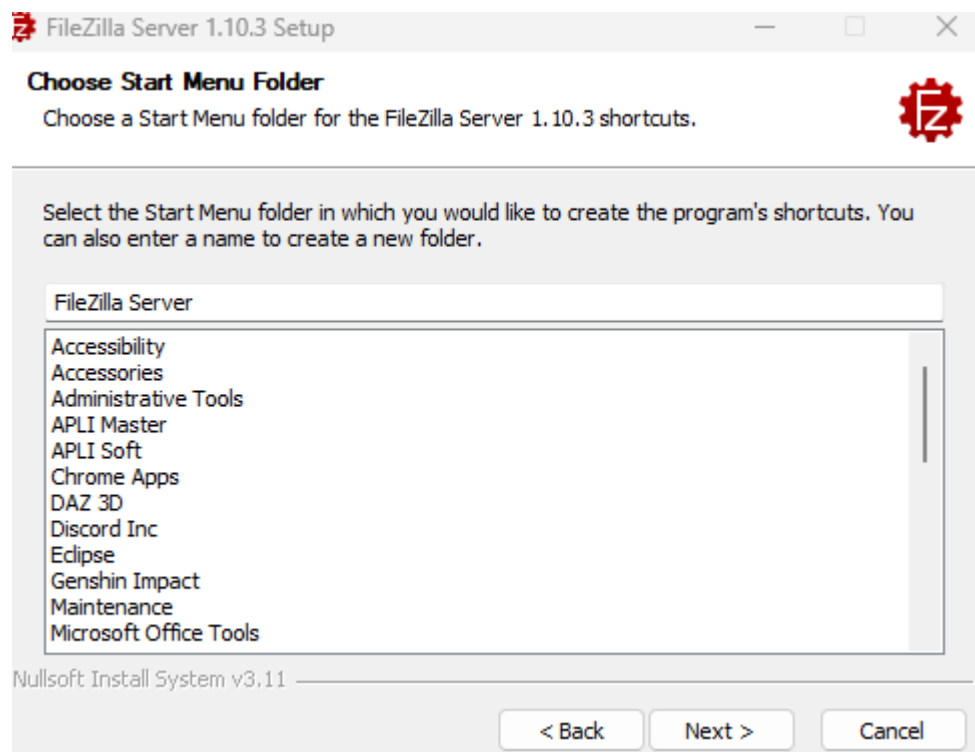 FileZilla Server 1.10.3 Setup
Choose Start Menu Folder
Choose a Start Menu folder for the FileZilla Server 1.10.3 shortcuts.
Select the Start Menu folder in which you would like to create the program's shortcuts. You
can also enter a name to create a new folder.
FileZilla Server
Accessibility
Accessories
Administrative Tools
APLI Master
APLI Soft
Chrome Apps
DAZ 3D
Discord Inc
Eclipse
Genshin Impact
Maintenance
Microsoft Office Tools
Nullsoft Install System v3.11
< Back Next > Cancel